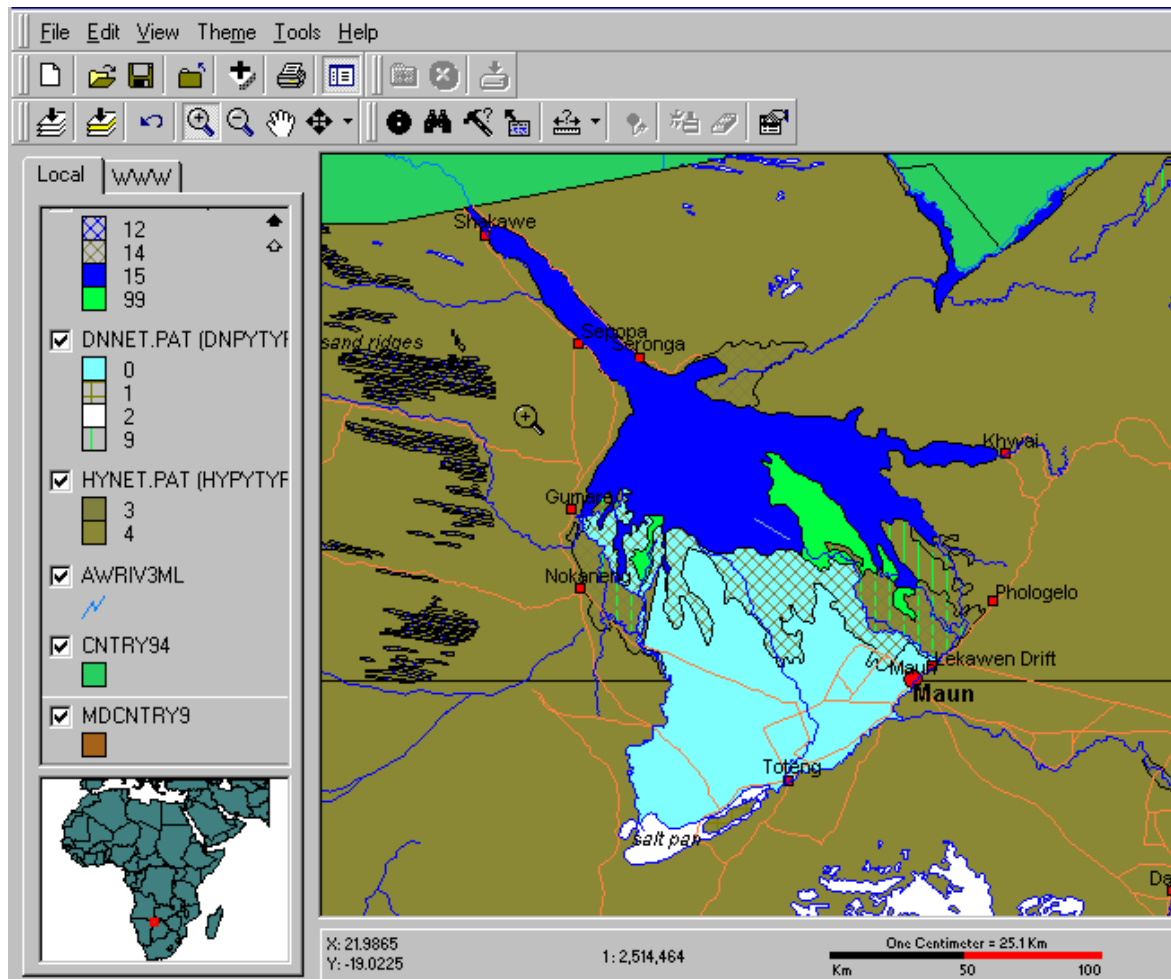 File Edit View Theme Tools Help
Local WWW
12
14
15
99
DNNET.PAT (DNPYTYF
0
1
2
9
HYNET.PAT (HYPYTYF
3
4
AWRIV3ML
CNTRY94
MDCNTRY9
Shakawe
Sepopa
sand ridges
Seronga
Khwai
Gumare
Nokaneng
Phologelo
Lekawen Drift
Maun
Maun
Toteng
salt pan
Da
X: 21.9865
Y: -19.0225
1: 2,514,464
One Centimeter = 25.1 Km
Km 50 100